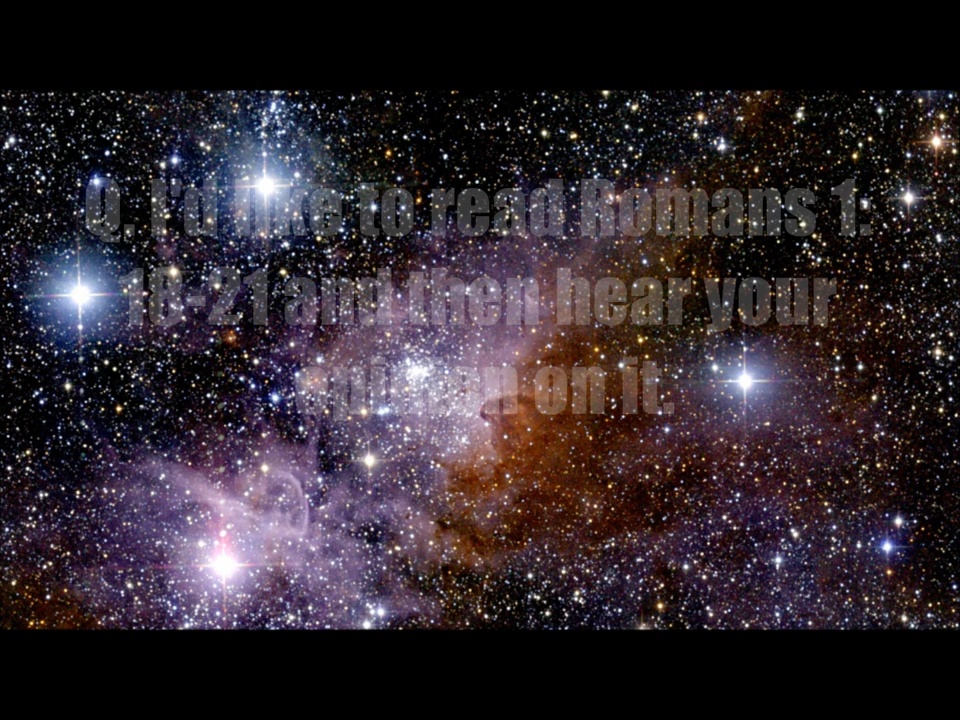 Q. I'd like to read Romans 1:
18-21 and then hear your
opinion on it.